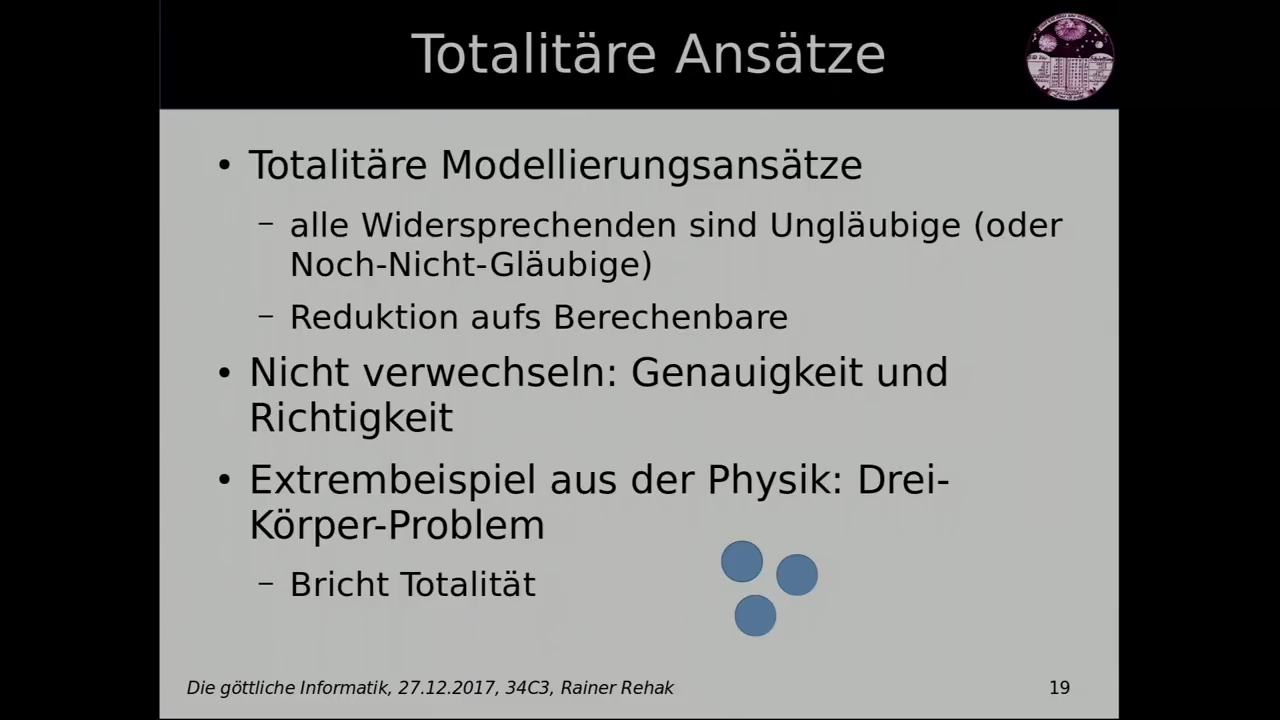 Totalitäre Ansätze
• Totalitäre Modellierungsansätze
– alle Widersprechenden sind Ungläubige (oder
Noch-Nicht-Gläubige)
– Reduktion aufs Berechenbare
• Nicht verwechseln: Genauigkeit und
Richtigkeit
• Extrembeispiel aus der Physik: Drei-
Körper-Problem
– Bricht Totalität
Die göttliche Informatik, 27.12.2017, 34C3, Rainer Rehak
19